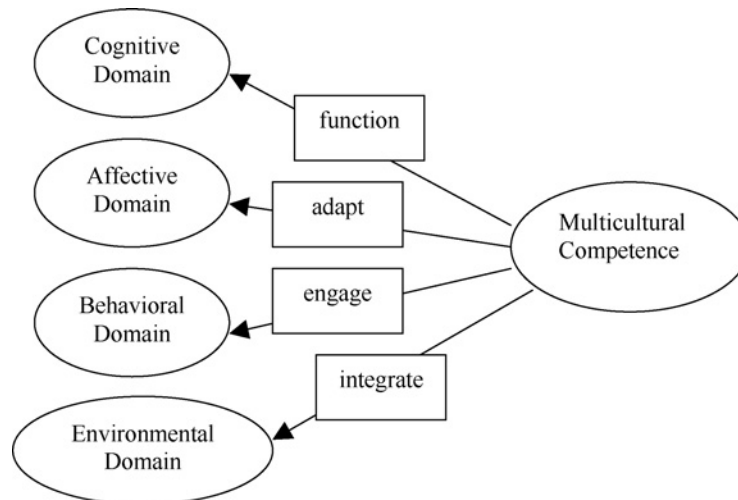 Cognitive
Domain
function
Affective
Domain
adapt
Multicultural
Competence
Behavioral
Domain
engage
integrate
Environmental
Domain